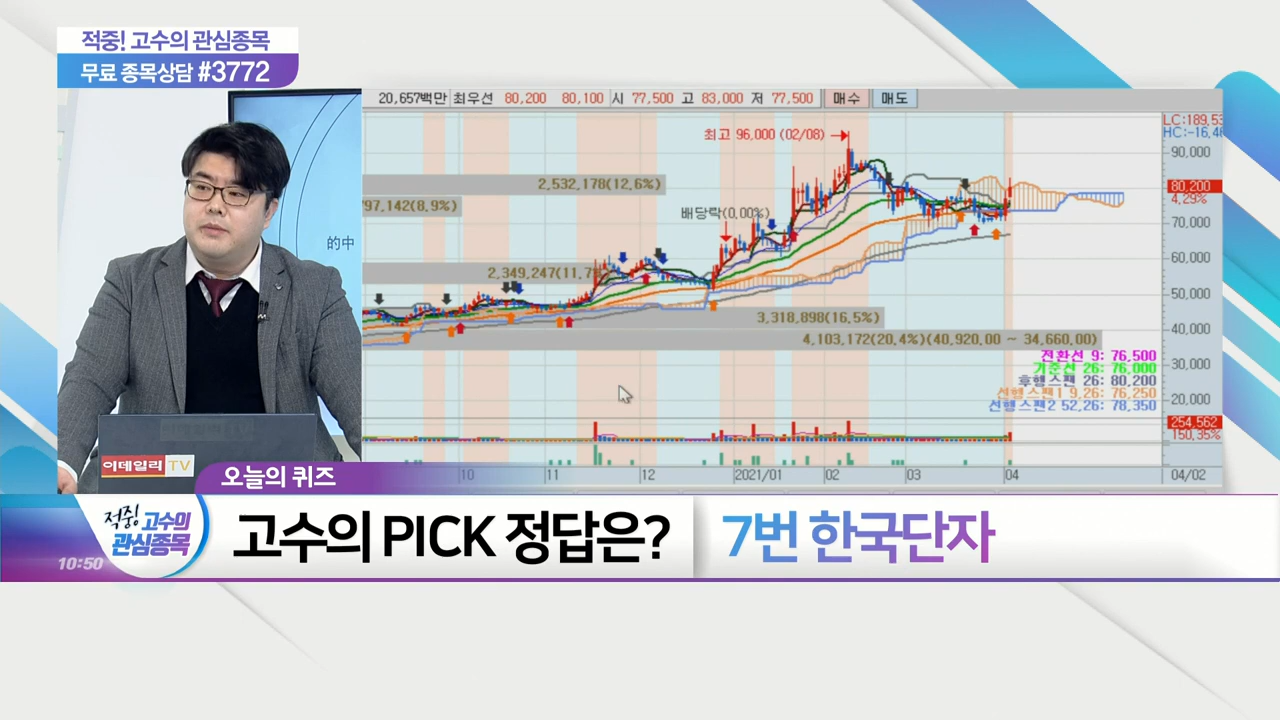 적중! 고수의 관심종목
무료 종목상담 #3772
20,657백만 최우선 80,200 80,100 시 77,500 고 83,000 저 77,500 매수 매도
LC:189,53
HC:-16,46
최고 96,000 (02/08)
90,000
2,532,178(12,6%)
80,200
4,29%
797,142(8,9%)
배당락(0,00%)
70,000
的中
60,000
2,349,247(11,7%
50,000
3,318,898(16,5%)
40,000
4,103,172(20,4%)(40,920,00 ~ 34,660,00)
전환선 9: 76,500
기준선 26: 76,000
30,000
후행스팬 26: 80,200
선행스팬1 9,26: 76,250
선행스팬2 52,26: 78,350
20,000
254,562
150,35%
10 11 12 2021/01 02 03 04 04/02
이데일리 TV
오늘의 퀴즈
적중! 고수의
관심종목
10:50
고수의 PICK 정답은? 7번 한국단자